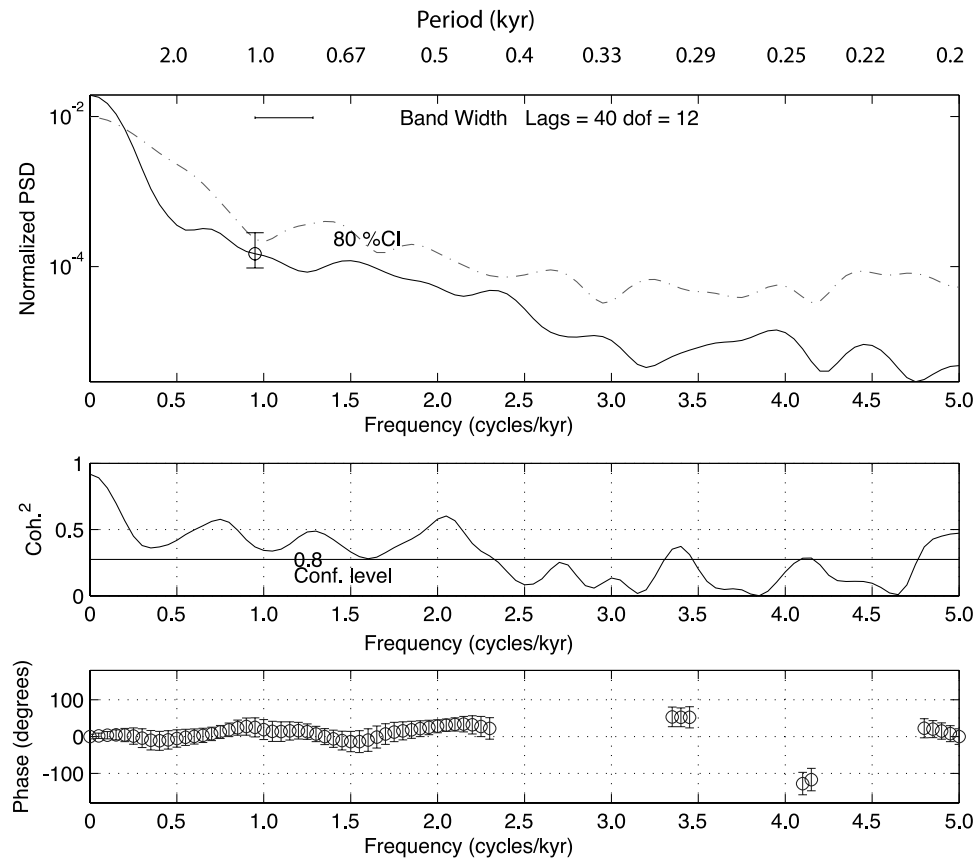 Period (kyr)
2.0 1.0 0.67 0.5 0.4 0.33 0.29 0.25 0.22 0.2
10-2
Band Width Lags = 40 dof = 12
Normalized PSD
80 %CI
10-4
0 0.5 1.0 1.5 2.0 2.5 3.0 3.5 4.0 4.5 5.0
Frequency (cycles/kyr)
1
Coh.2
0.5
0.8
Conf. level
0
0 0.5 1.0 1.5 2.0 2.5 3.0 3.5 4.0 4.5 5.0
Frequency (cycles/kyr)
Phase (degrees)
100
0
-100
0 0.5 1.0 1.5 2.0 2.5 3.0 3.5 4.0 4.5 5.0
Frequency (cycles/kyr)